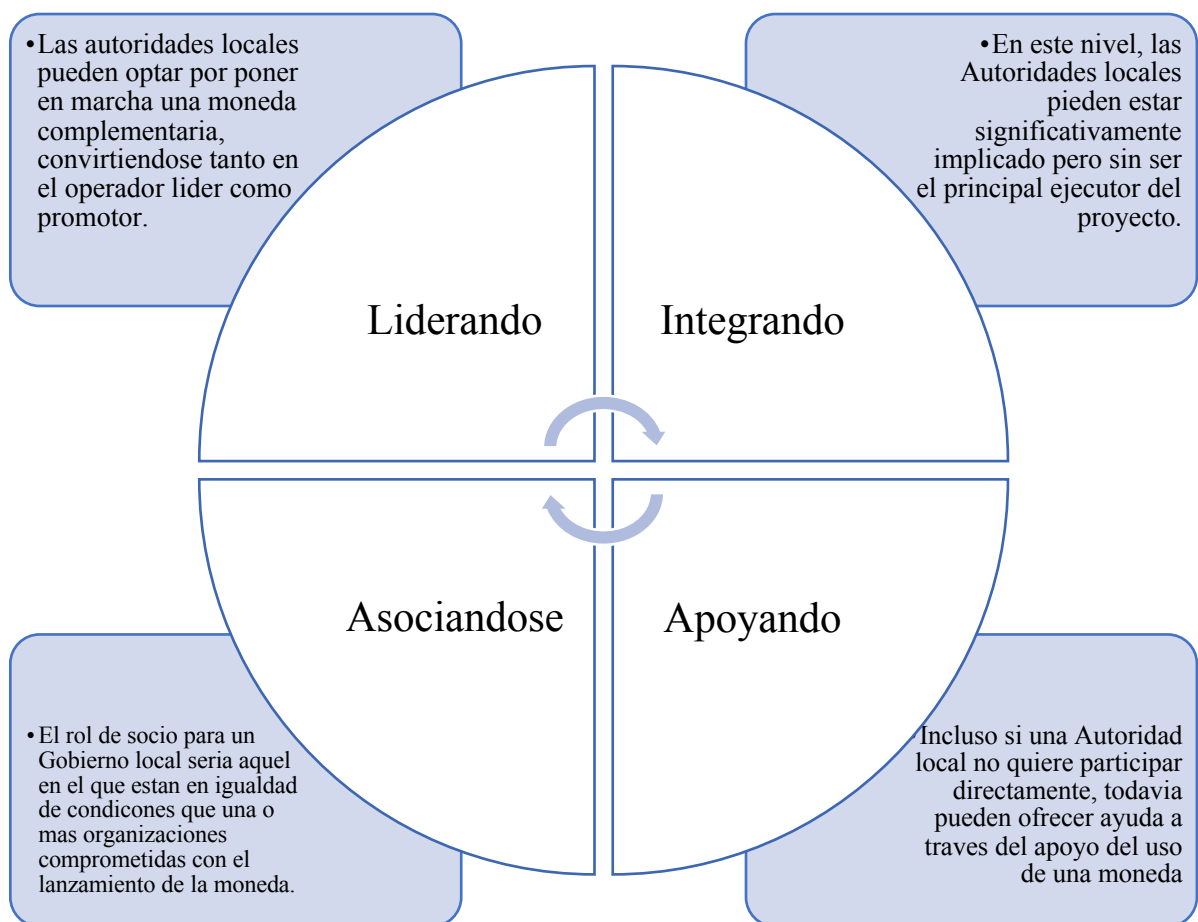 •Las autoridades locales
pueden optar por poner
en marcha una moneda
complementaria,
convirtiendose tanto en
el operador lider como
promotor.
•En este nivel, las
Autoridades locales
pieden estar
significativamente
implicado pero sin ser
el principal ejecutor del
proyecto.
Liderando
Integrando
Asociandose
Apoyando
•El rol de socio para un
Gobierno local seria aquel
en el que estan en igualdad
de condicones que una o
mas organizaciones
comprometidas con el
lanzamiento de la moneda.
•Incluso si una Autoridad
local no quiere participar
directamente, todavia
pueden ofrecer ayuda a
traves del apoyo del uso
de una moneda